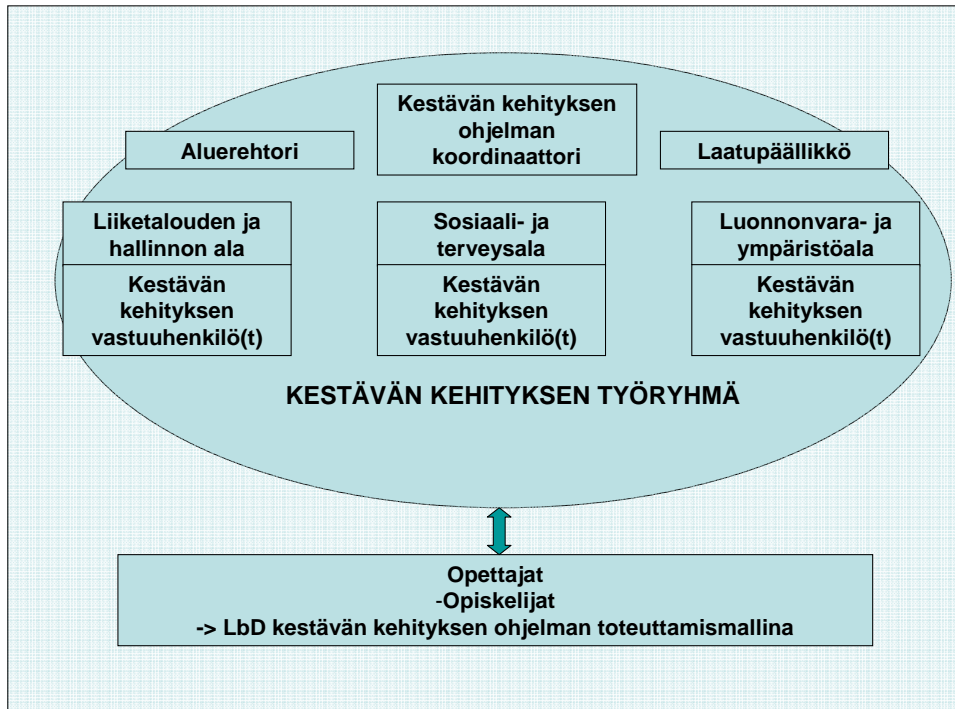 Kestävän kehityksen
ohjelman
koordinaattori
Aluerehtori
Laatupäällikkö
Liiketalouden ja
hallinnon ala
Kestävän
kehityksen
vastuuhenkilö(t)
Sosiaali- ja
terveysala
Kestävän
kehityksen
vastuuhenkilö(t)
Luonnonvara- ja
ympäristöala
Kestävän
kehityksen
vastuuhenkilö(t)
KESTÄVÄN KEHITYKSEN TYÖRYHMÄ
Opettajat
-Opiskelijat
-> LbD kestävän kehityksen ohjelman toteuttamismallina